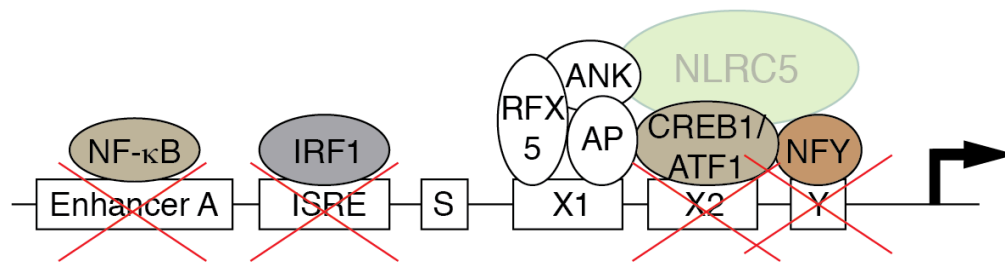 NLRC5
ANK
RFX
5
AP
CREB1/
ATF1
NFY
NF-κB
IRF1
Enhancer A
ISRE
S
X1
X2
Y